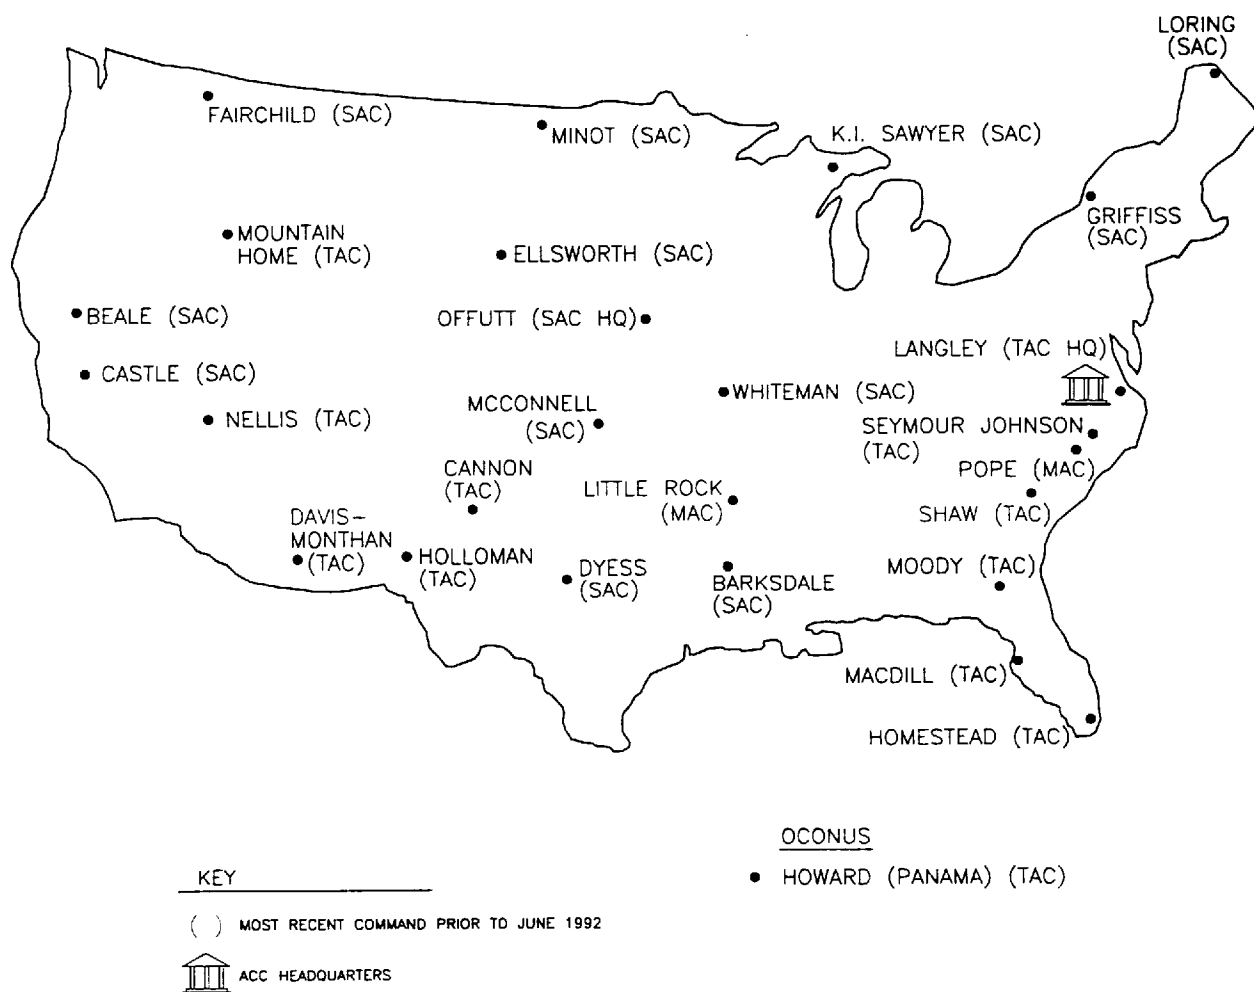 LORING
(SAC)
FAIRCHILD (SAC)
MINOT (SAC)
K.I. SAWYER (SAC)
GRIFFISS
(SAC)
MOUNTAIN
HOME (TAC)
ELLSWORTH (SAC)
BEALE (SAC)
OFFUTT (SAC HQ)
LANGLEY (TAC HQ)
CASTLE (SAC)
WHITEMAN (SAC)
NELLIS (TAC)
MCCONNELL
(SAC)
SEYMOUR JOHNSON
(TAC)
POPE (MAC)
CANNON
(TAC)
LITTLE ROCK
(MAC)
SHAW (TAC)
DAVIS-
MONTHAN
(TAC)
HOLLOMAN
(TAC)
DYESS
(SAC)
BARKSDALE
(SAC)
MOODY (TAC)
MACDILL (TAC)
HOMESTEAD (TAC)
OCONUS
HOWARD (PANAMA) (TAC)
KEY
( ) MOST RECENT COMMAND PRIOR TO JUNE 1992
ACC HEADQUARTERS